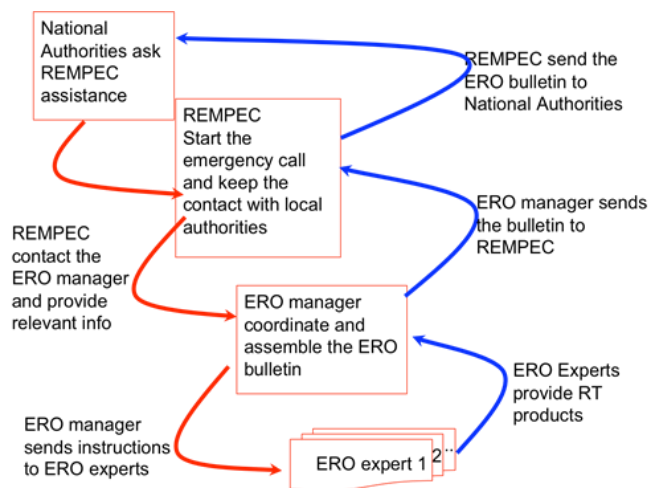 National
Authorities ask
REMPEC
assistance
REMPEC send the
ERO bulletin to
National Authorities
REMPEC
Start the
emergency call
and keep the
contact with local
authorities
ERO manager sends
the bulletin to
REMPEC
REMPEC
contact the
ERO manager
and provide
relevant info
ERO manager
coordinate and
assemble the ERO
bulletin
ERO Experts
provide RT
products
ERO manager
sends instructions
to ERO experts
ERO expert 1
2
..